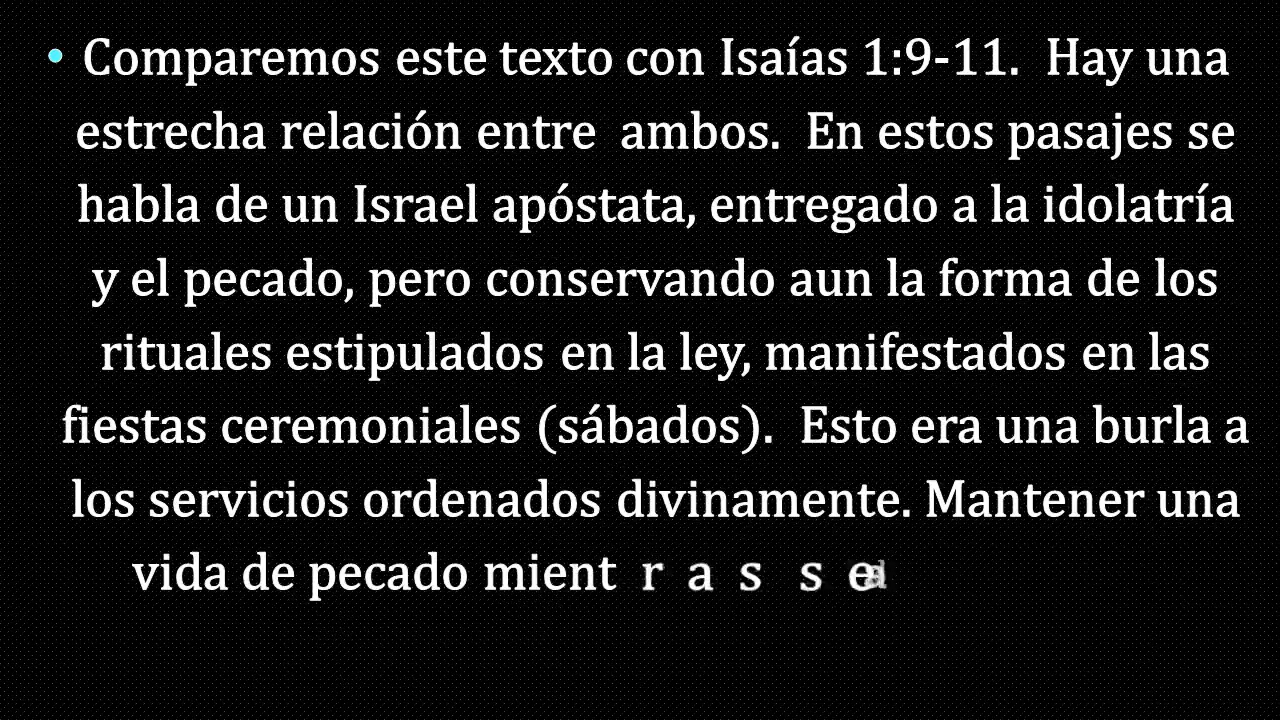 • Comparemos este texto con Isaías 1:9-11. Hay una
estrecha relación entre ambos. En estos pasajes se
habla de un Israel apóstata, entregado a la idolatría
y el pecado, pero conservando aun la forma de los
rituales estipulados en la ley, manifestados en las
fiestas ceremoniales (sábados). Esto era una burla a
los servicios ordenados divinamente. Mantener una
vida de pecado mientras se